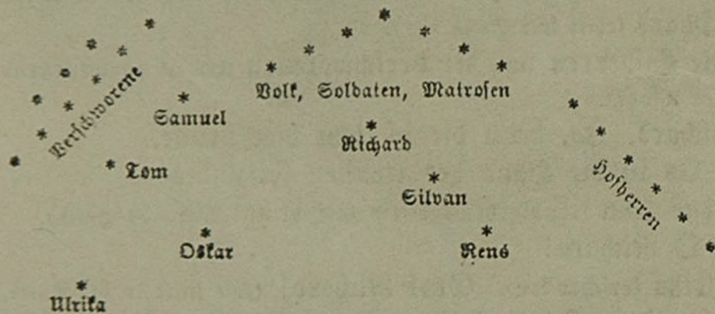 Verschworene
Volk, Soldaten, Matrosen
Samuel
Richard
Tom
Hofherren
Silvan
Oskar
René
Ulrika